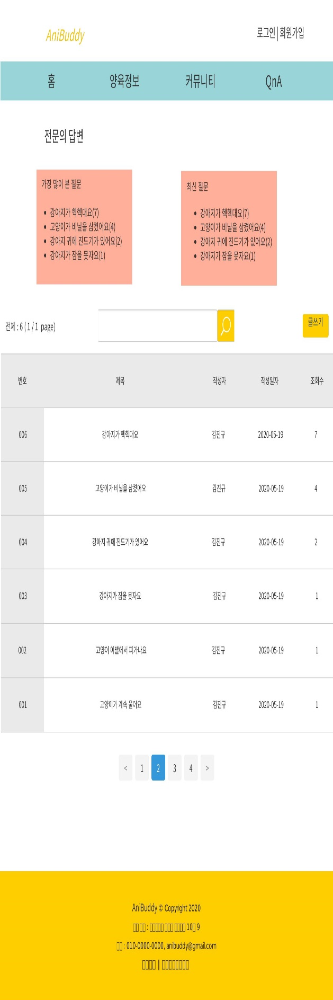 AniBuddy
로그인 | 회원가입
홈 양육정보 커뮤니티 QnA
전문의 답변
가장 많이 본 질문
• 강아지가 헥헥대요(7)
• 고양이가 비닐을 삼켰어요(4)
• 강아지 귀에 진드기가 있어요(2)
• 강아지가 잠을 못자요(1)
최신 질문
• 강아지가 헥헥대요(7)
• 고양이가 비닐을 삼켰어요(4)
• 강아지 귀에 진드기가 있어요(2)
• 강아지가 잠을 못자요(1)
전체 : 6 ( 1 / 1 page)
글쓰기
번호 제목 작성자 작성일자 조회수
006 강아지가 헥헥대요 김진규 2020-05-19 7
005 고양이가 비닐을 삼켰어요 김진규 2020-05-19 4
004 강아지 귀에 진드기가 있어요 김진규 2020-05-19 2
003 강아지가 잠을 못자요 김진규 2020-05-19 1
002 고양이 이빨에서 피가나요 김진규 2020-05-19 1
001 고양이가 계속 울어요 김진규 2020-05-19 1
< 1 2 3 4 >
AniBuddy © Copyright 2020
: 10 9
: 010-0000-0000, anibuddy@gmail.com
|